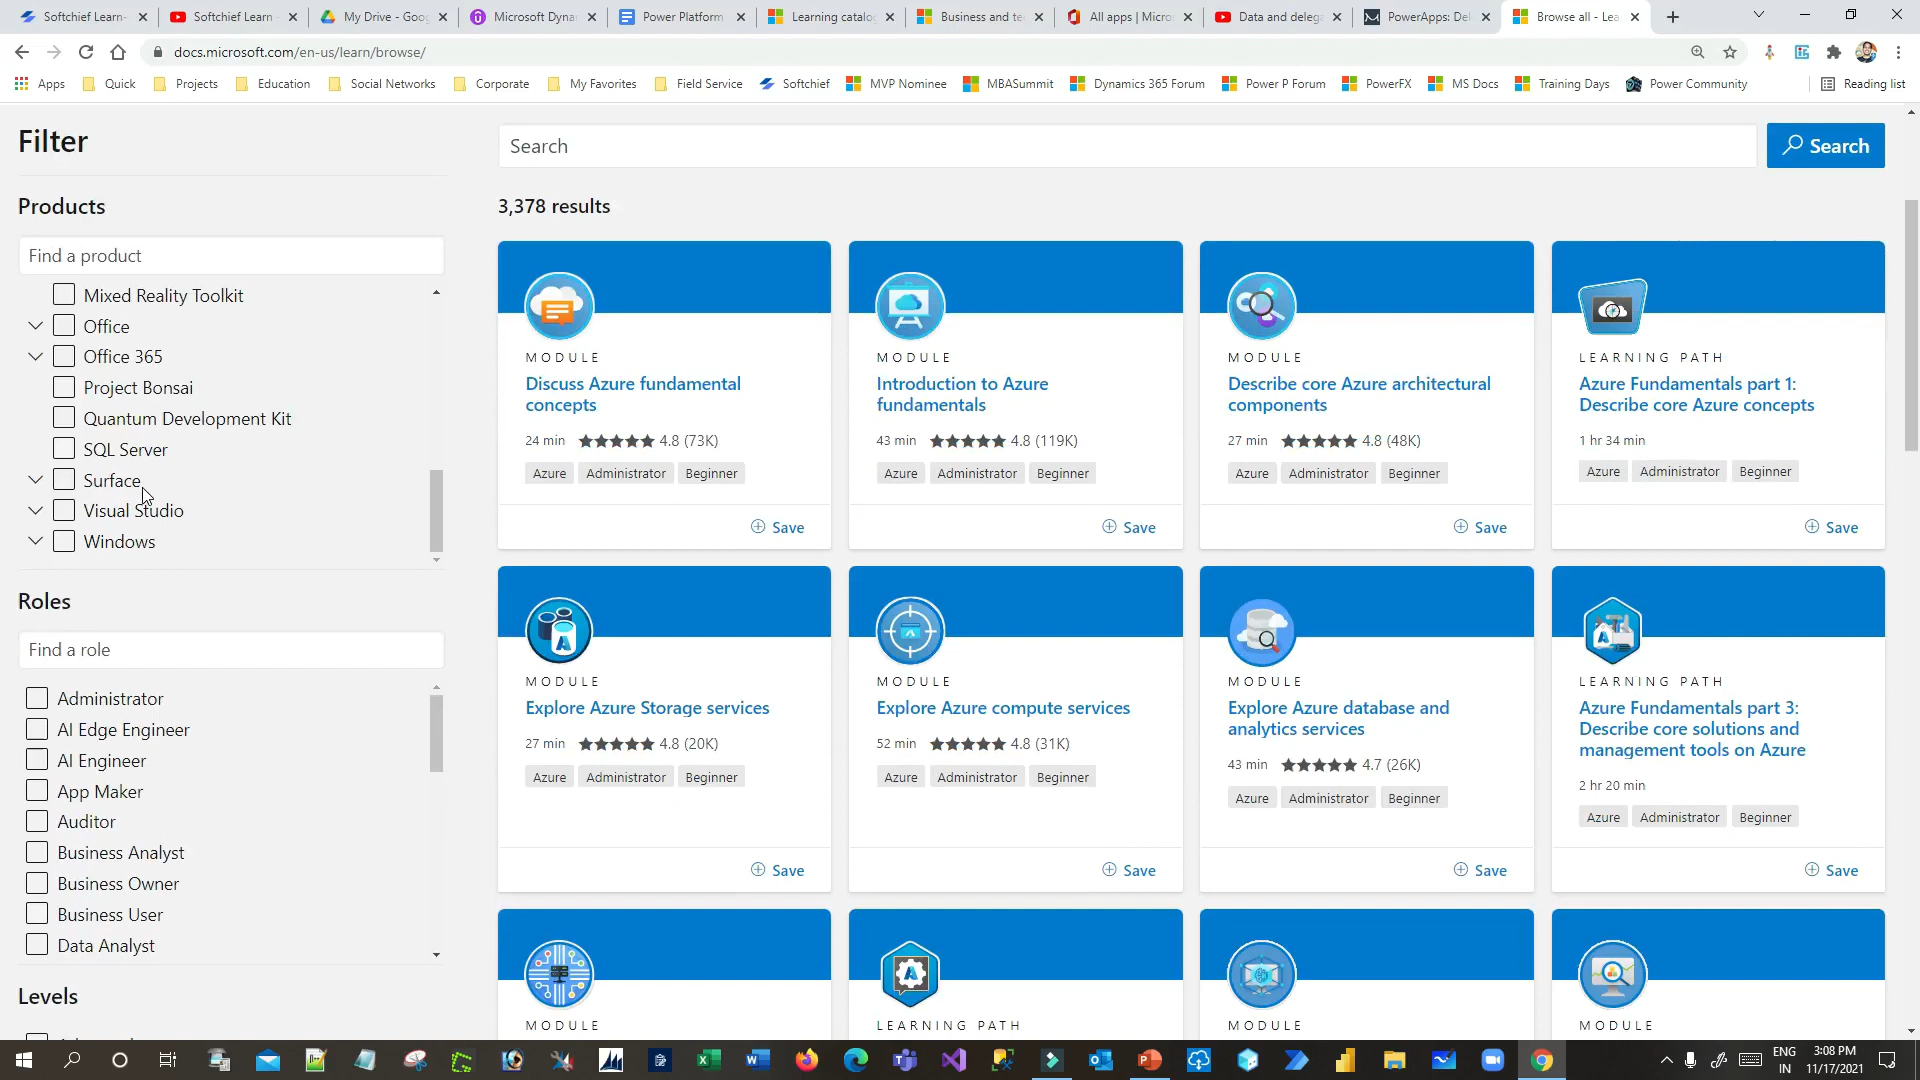 Softchief Learn-
Softchief Learn
My Drive - Goo
Microsoft Dyna
Power Platform
Learning catalo
Business and te
All apps | Micro
Data and deleg
PowerApps: Del
Browse all - Lea
docs.microsoft.com/en-us/learn/browse/
Apps
Quick
Projects
Education
Social Networks
Corporate
My Favorites
Field Service
Softchief
MVP Nominee
MBASummit
Dynamics 365 Forum
Power P Forum
PowerFX
MS Docs
Training Days
Power Community
Reading list
Filter
Products
Find a product
Mixed Reality Toolkit
Office
Office 365
Project Bonsai
Quantum Development Kit
SQL Server
Surface
Visual Studio
Windows
Roles
Find a role
Administrator
AI Edge Engineer
AI Engineer
App Maker
Auditor
Business Analyst
Business Owner
Business User
Data Analyst
Levels
Search
Search
3,378 results
MODULE
Discuss Azure fundamental
concepts
24 min 4.8 (73K)
Azure Administrator Beginner
Save
MODULE
Introduction to Azure
fundamentals
43 min 4.8 (119K)
Azure Administrator Beginner
Save
MODULE
Describe core Azure architectural
components
27 min 4.8 (48K)
Azure Administrator Beginner
Save
LEARNING PATH
Azure Fundamentals part 1:
Describe core Azure concepts
1 hr 34 min
Azure Administrator Beginner
Save
MODULE
Explore Azure Storage services
27 min 4.8 (20K)
Azure Administrator Beginner
Save
MODULE
Explore Azure compute services
52 min 4.8 (31K)
Azure Administrator Beginner
Save
MODULE
Explore Azure database and
analytics services
43 min 4.7 (26K)
Azure Administrator Beginner
Save
LEARNING PATH
Azure Fundamentals part 3:
Describe core solutions and
management tools on Azure
2 hr 20 min
Azure Administrator Beginner
Save
MODULE
LEARNING PATH
MODULE
MODULE
ENG
IN
3:08 PM
11/17/2021